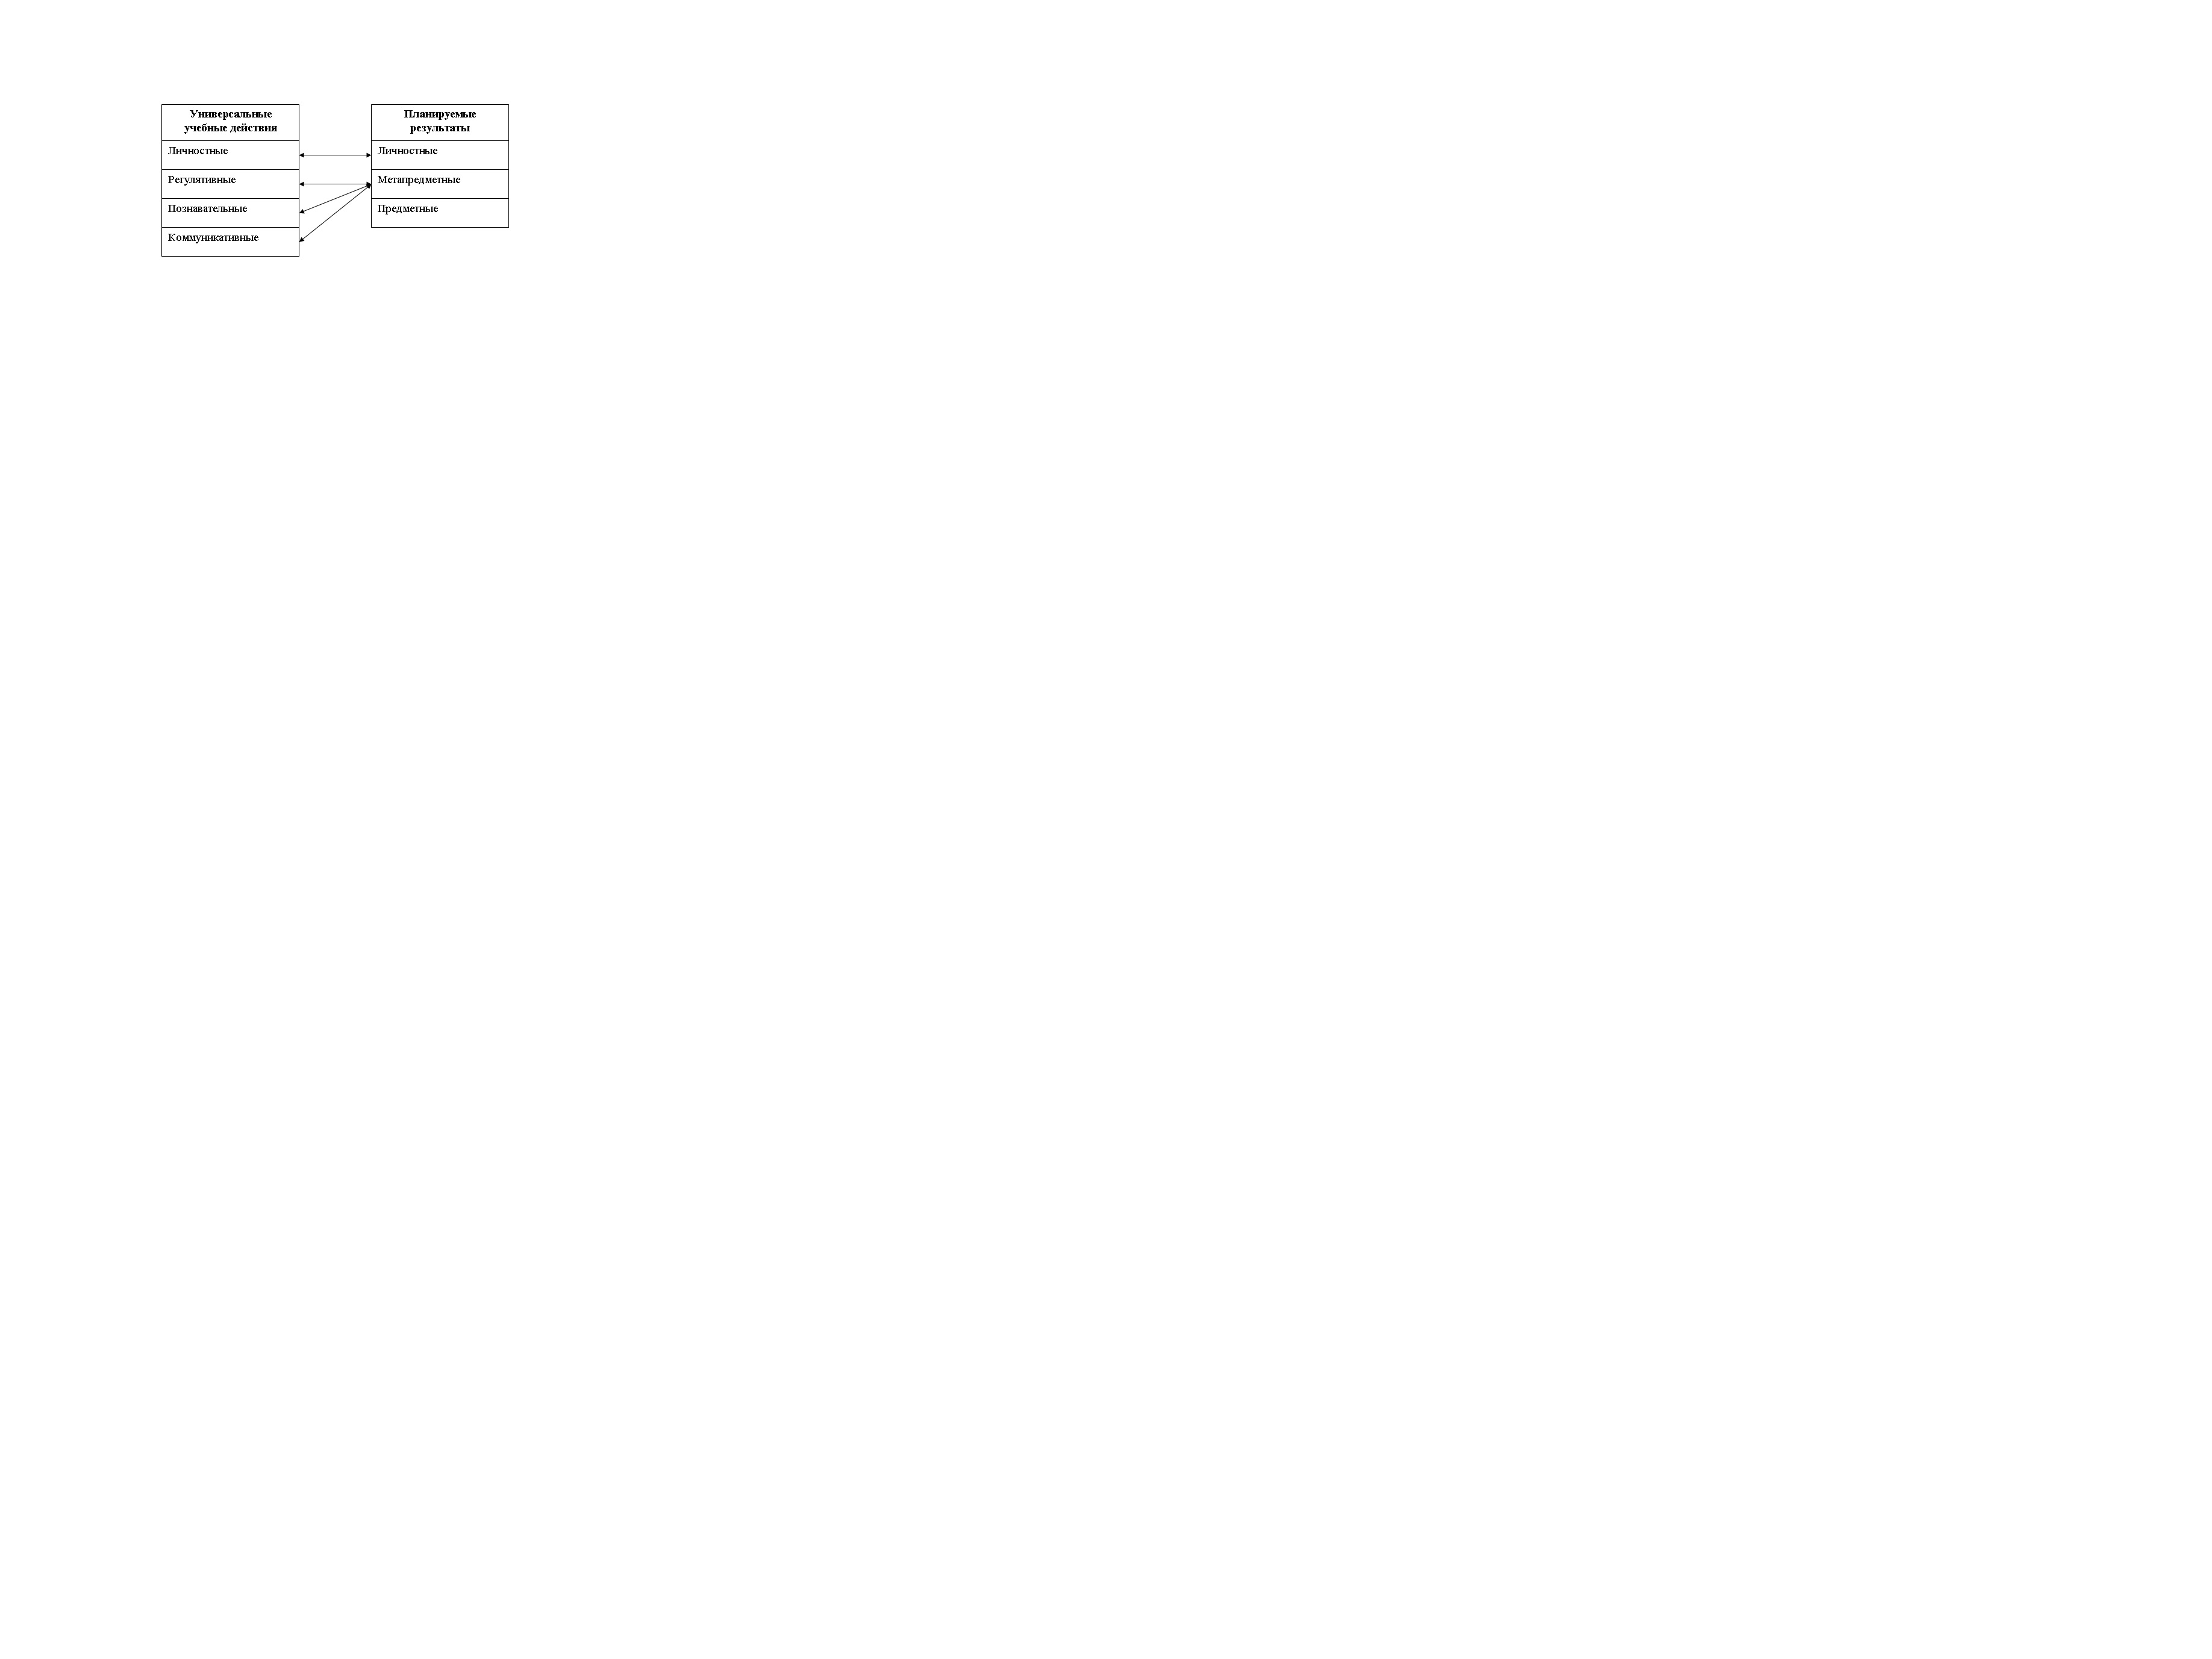 Универсальные
учебные действия
Личностные
Регулятивные
Познавательные
Коммуникативные
Планируемые
результаты
Личностные
Метапредметные
Предметные